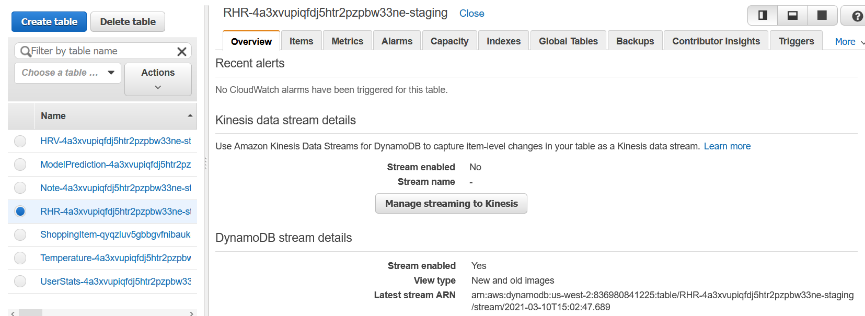 Create table
Delete table
Filter by table name
Choose a table ...
Actions
Name
HRV-4a3xvupiqfdj5htr2pzpbw33ne-st
ModelPrediction-4a3xvupiqfdj5htr2pz
Note-4a3xvupiqfdj5htr2pzpbw33ne-st
RHR-4a3xvupiqfdj5htr2pzpbw33ne-st
ShoppingItem-qyqziuv5gbbgvfnibauk
Temperature-4a3xvupiqfdj5htr2pzpbw
UserStats-4a3xvupiqfdj5htr2pzpbw33
RHR-4a3xvupiqfdj5htr2pzpbw33ne-staging Close
Overview Items Metrics Alarms Capacity Indexes Global Tables Backups Contributor Insights Triggers More
Recent alerts
No CloudWatch alarms have been triggered for this table.
Kinesis data stream details
Use Amazon Kinesis Data Streams for DynamoDB to capture item-level changes in your table as a Kinesis data stream. Learn more
Stream enabled No
Stream name -
Manage streaming to Kinesis
DynamoDB stream details
Stream enabled Yes
View type New and old images
Latest stream ARN arn:aws:dynamodb:us-west-2:836980841225:table/RHR-4a3xvupiqfdj5htr2pzpbw33ne-staging
/stream/2021-03-10T15:02:47.689